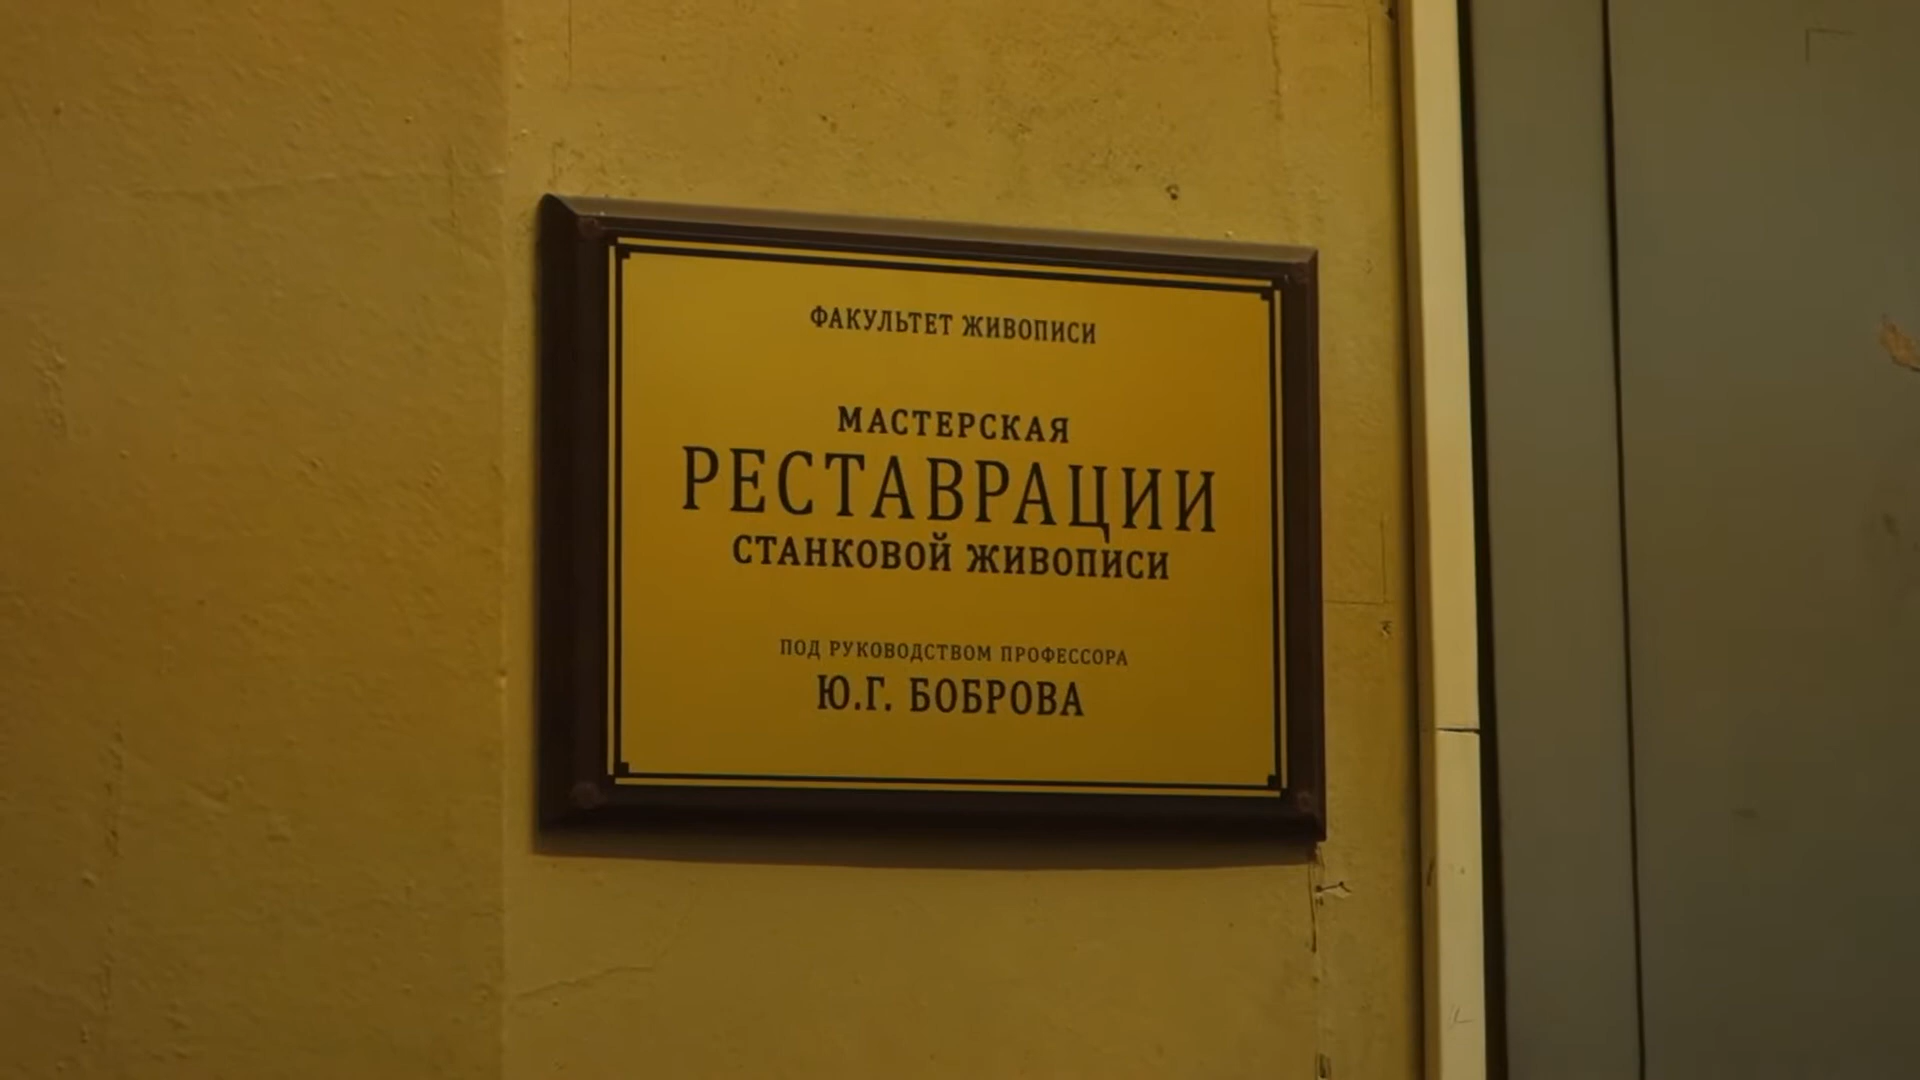 ФАКУЛЬТЕТ ЖИВОПИСИ
МАСТЕРСКАЯ
РЕСТАВРАЦИИ
СТАНКОВОЙ ЖИВОПИСИ
ПОД РУКОВОДСТВОМ ПРОФЕССОРА
Ю.Г. БОБРОВА